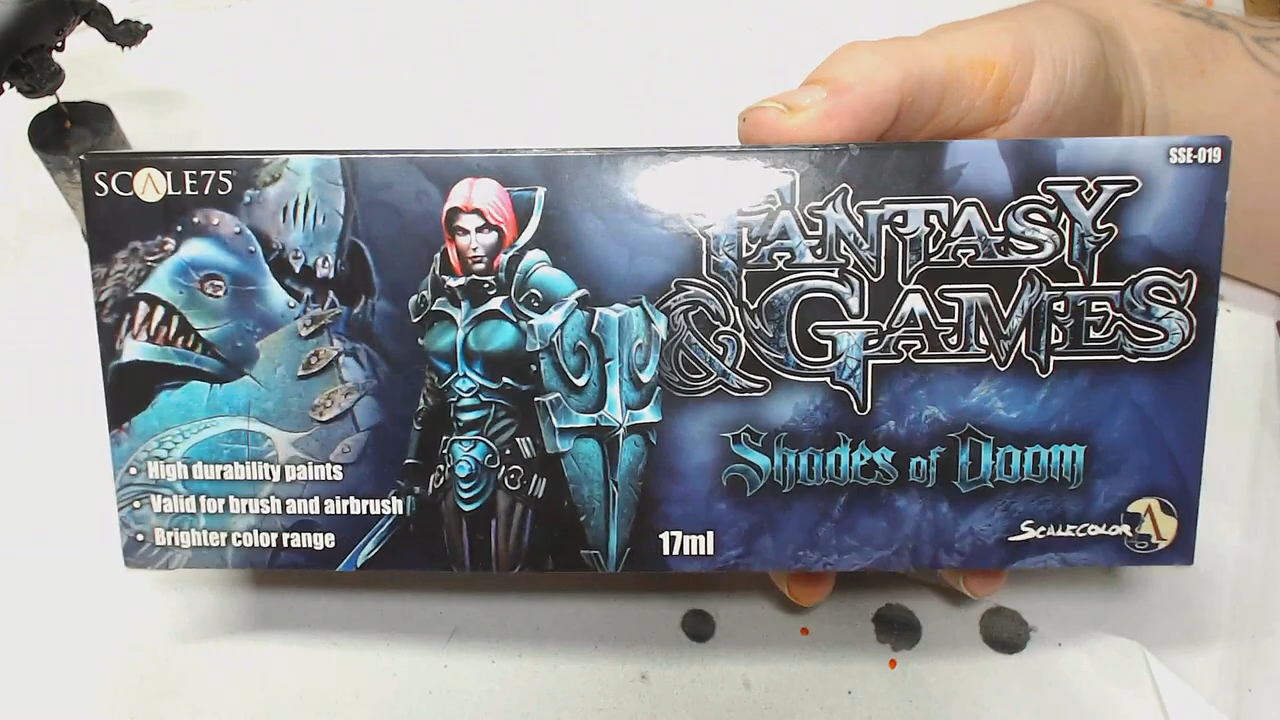 SCALE75
SSE-019
FANTASY
& GAMES
Shades of Doom
• High durability paints
• Valid for brush and airbrush
• Brighter color range
17ml
SCALECOLOR